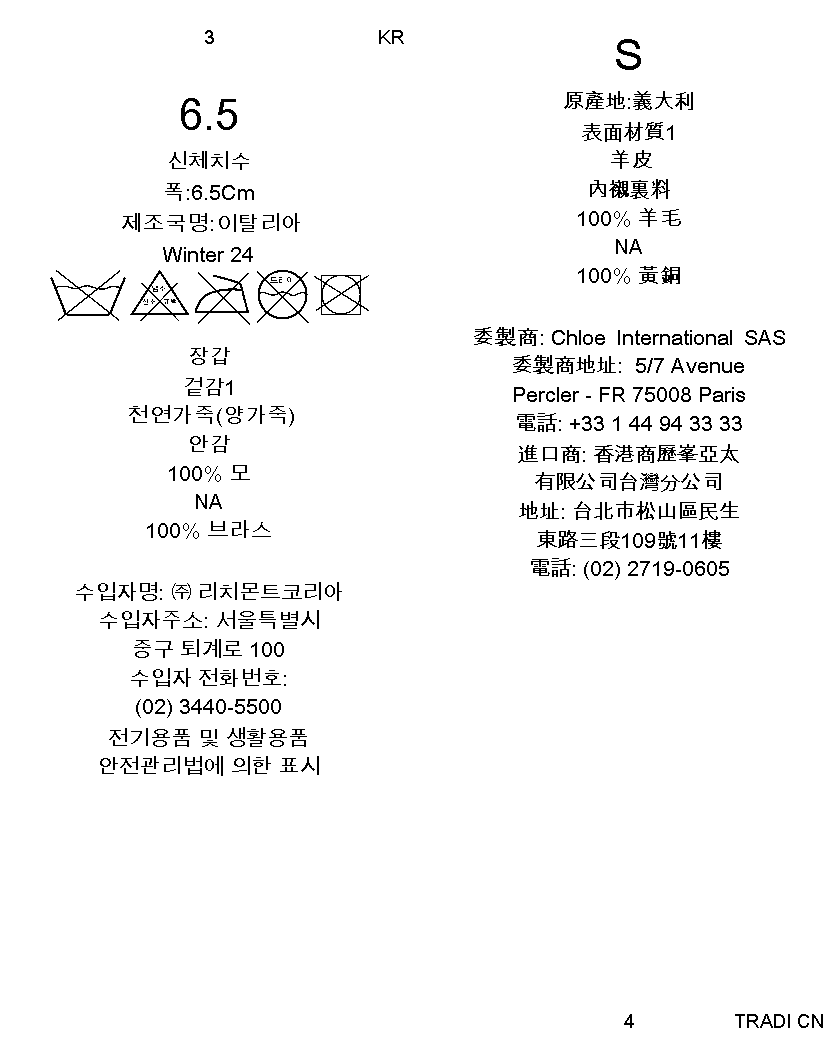 3 KR
6.5
신체치수
폭:6.5Cm
제조국명:이탈리아
Winter 24
드라이
장갑
겉감1
천연가죽(양가죽)
안감
100% 모
NA
100% 브라스
수입자명: ㈜ 리치몬트코리아
수입자주소: 서울특별시
중구 퇴계로 100
수입자 전화번호:
(02) 3440-5500
전기용품 및 생활용품
안전관리법에 의한 표시
S
原產地:義大利
表面材質1
羊皮
內襯裏料
100% 羊毛
NA
100% 黃銅
委製商: Chloe International SAS
委製商地址: 5/7 Avenue
Percler - FR 75008 Paris
電話: +33 1 44 94 33 33
進口商: 香港商歷峯亞太
有限公司台灣分公司
地址: 台北市松山區民生
東路三段109號11樓
電話: (02) 2719-0605
4 TRADI CN